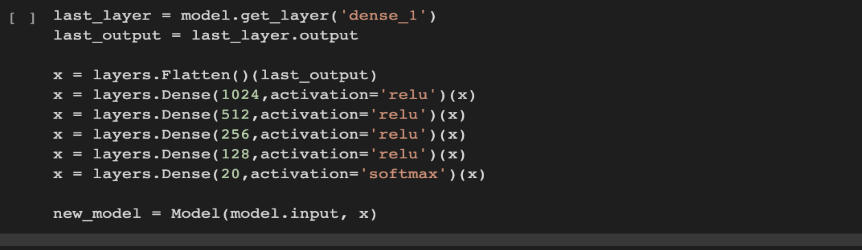 [ ] last_layer = model.get_layer('dense_1')
last_output = last_layer.output
x = layers.Flatten()(last_output)
x = layers.Dense(1024,activation='relu')(x)
x = layers.Dense(512,activation='relu')(x)
x = layers.Dense(256,activation='relu')(x)
x = layers.Dense(128,activation='relu')(x)
x = layers.Dense(20,activation='softmax')(x)
new_model = Model(model.input, x)